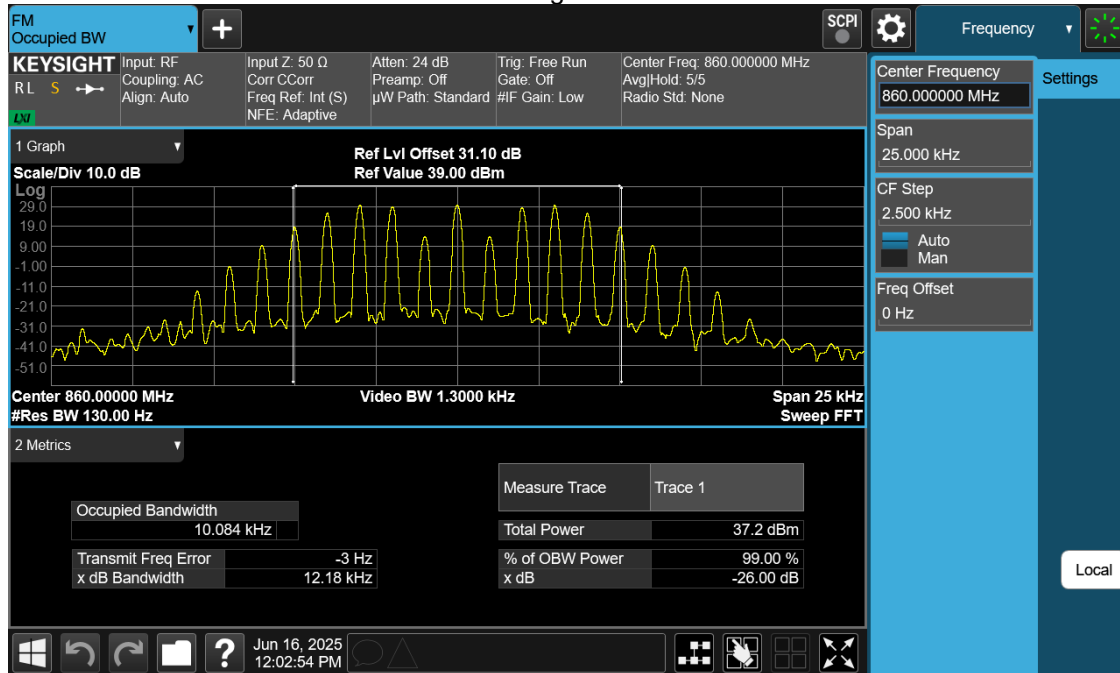 FM
Occupied BW
SCPI
Frequency
KEYSIGHT
RL S
LXI
Input: RF
Coupling: AC
Align: Auto
Input Z: 50 Ω
Corr CCorr
Freq Ref: Int (S)
NFE: Adaptive
Atten: 24 dB
Preamp: Off
µW Path: Standard
Trig: Free Run
Gate: Off
#IF Gain: Low
Center Freq: 860.000000 MHz
Avg|Hold: 5/5
Radio Std: None
Center Frequency
860.000000 MHz
Settings
Span
25.000 kHz
CF Step
2.500 kHz
Auto
Man
Freq Offset
0 Hz
Local
1 Graph
Scale/Div 10.0 dB
Ref Lvl Offset 31.10 dB
Ref Value 39.00 dBm
Log
29.0
19.0
9.00
-1.00
-11.0
-21.0
-31.0
-41.0
-51.0
Center 860.00000 MHz
#Res BW 130.00 Hz
Video BW 1.3000 kHz
Span 25 kHz
Sweep FFT
2 Metrics
Measure Trace Trace 1
Occupied Bandwidth
10.084 kHz
Total Power 37.2 dBm
Transmit Freq Error -3 Hz
% of OBW Power 99.00 %
x dB Bandwidth 12.18 kHz
x dB -26.00 dB
?
Jun 16, 2025
12:02:54 PM